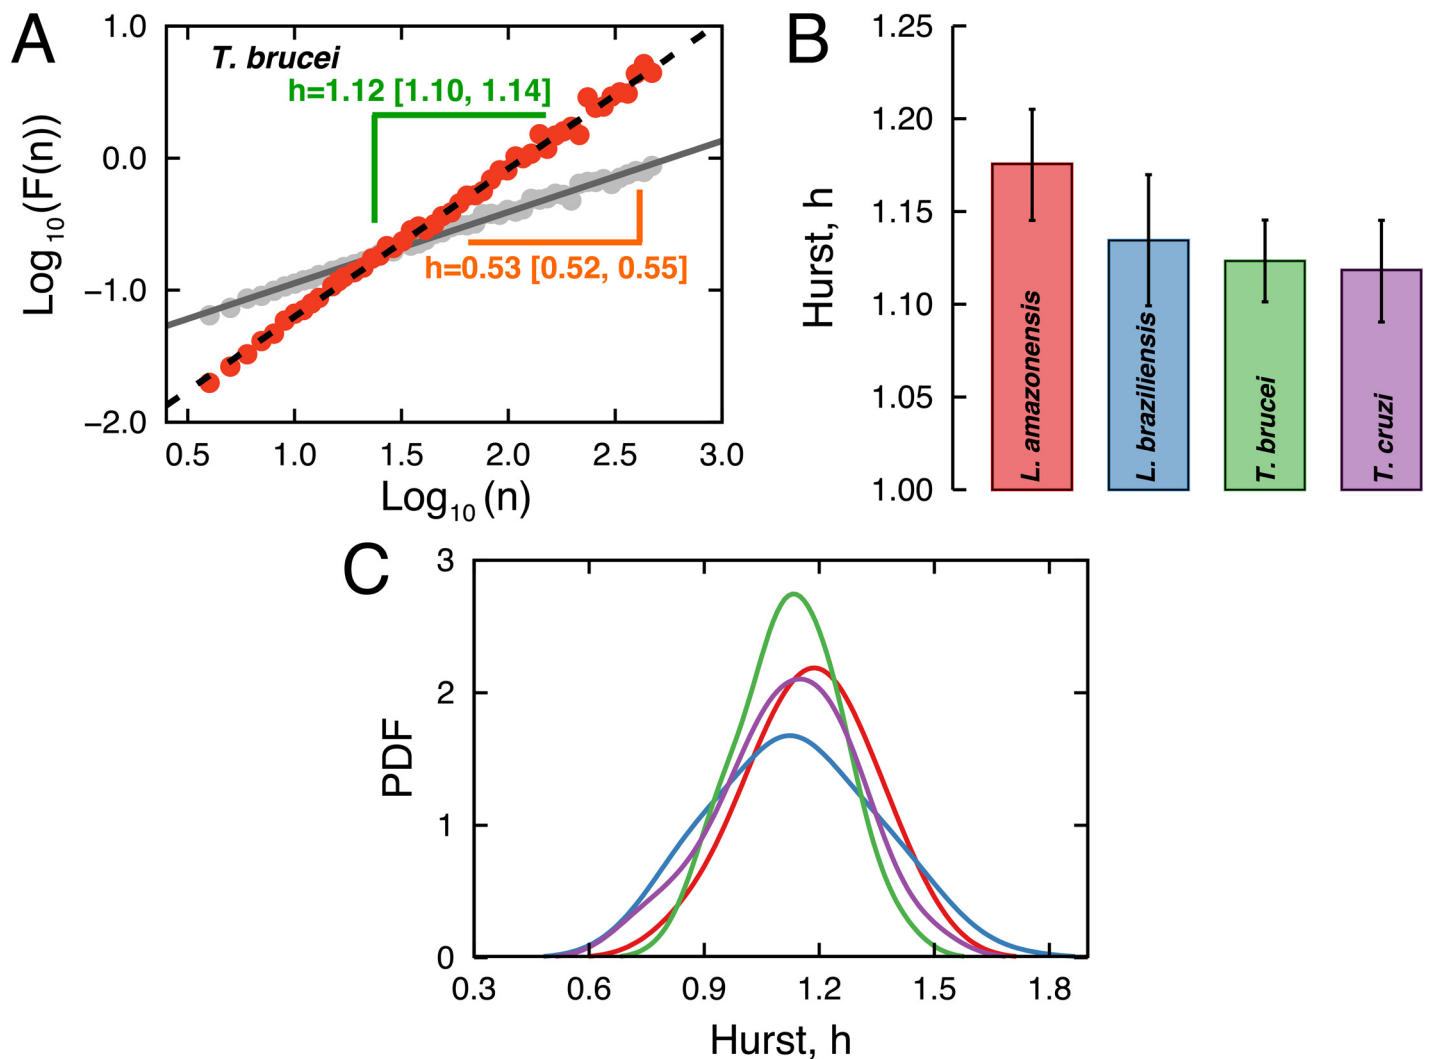 A
T. brucei
h=1.12 [1.10, 1.14]
h=0.53 [0.52, 0.55]
1.0
0.0
−1.0
−2.0
Log10(F(n))
0.5 1.0 1.5 2.0 2.5 3.0
Log10(n)
B
1.25
1.20
1.15
1.10
1.05
1.00
Hurst, h
L. amazonensis
L. braziliensis
T. brucei
T. cruzi
C
3
2
1
0
PDF
0.3 0.6 0.9 1.2 1.5 1.8
Hurst, h